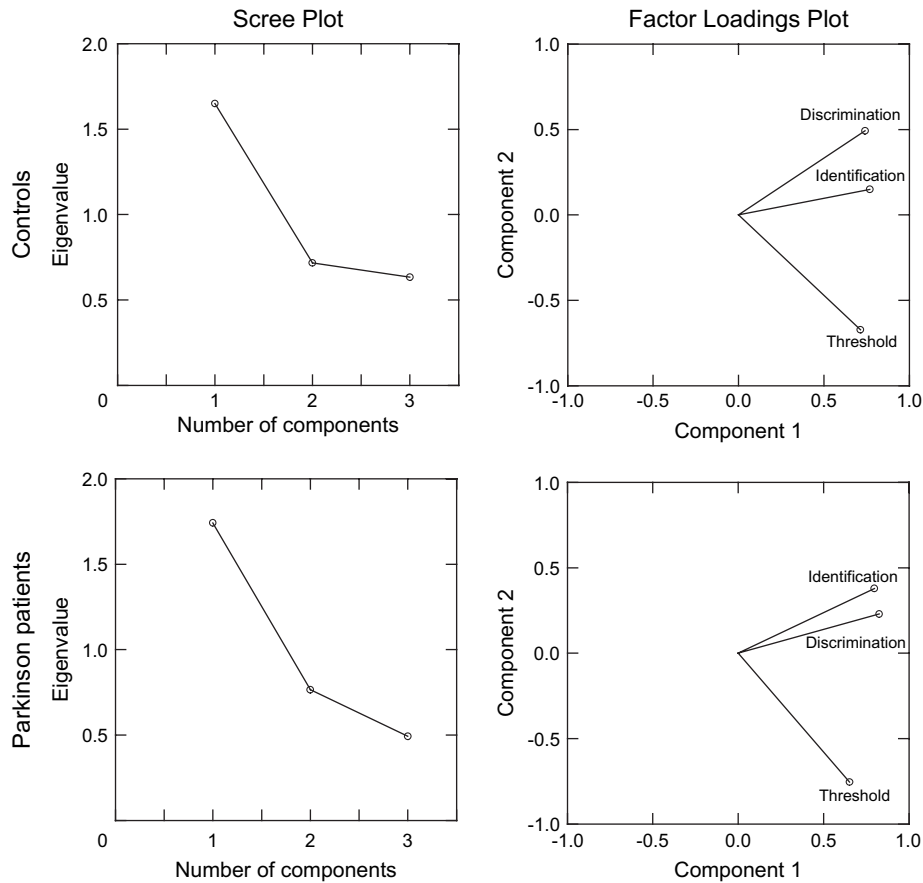 Scree Plot
Factor Loadings Plot
Controls
Eigenvalue
2.0
1.5
1.0
0.5
0
1 2 3
Number of components
Component 2
1.0
0.5
0.0
-0.5
-1.0
Discrimination
Identification
Threshold
-1.0 -0.5 0.0 0.5 1.0
Component 1
Parkinson patients
Eigenvalue
2.0
1.5
1.0
0.5
0
1 2 3
Number of components
Component 2
1.0
0.5
0.0
-0.5
-1.0
Identification
Discrimination
Threshold
-1.0 -0.5 0.0 0.5 1.0
Component 1